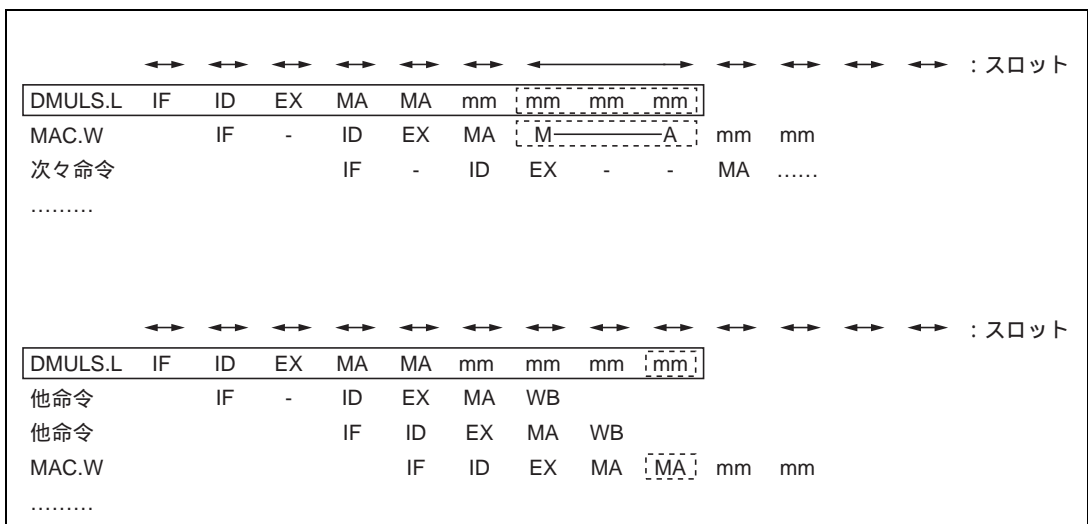 ：スロット
DMULS.L IF ID EX MA MA mm mm mm mm
MAC.W IF - ID EX MA M A mm mm
次々命令 IF - ID EX - - MA ……
………
：スロット
DMULS.L IF ID EX MA MA mm mm mm mm
他命令 IF - ID EX MA WB
他命令 IF ID EX MA WB
MAC.W IF ID EX MA MA mm mm
………